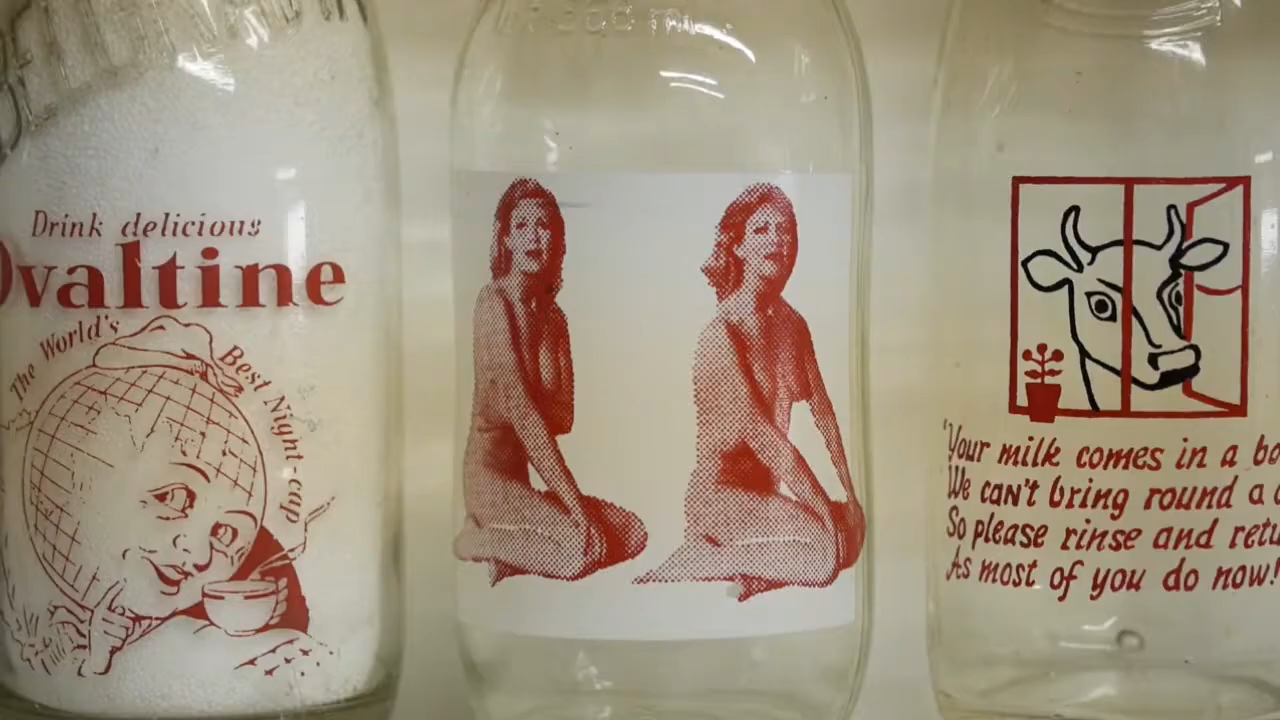 Drink delicious
Ovaltine
The World's Best Night-cap
'Your milk comes in a
We can't bring round a
So please rinse and
As most of you do now!